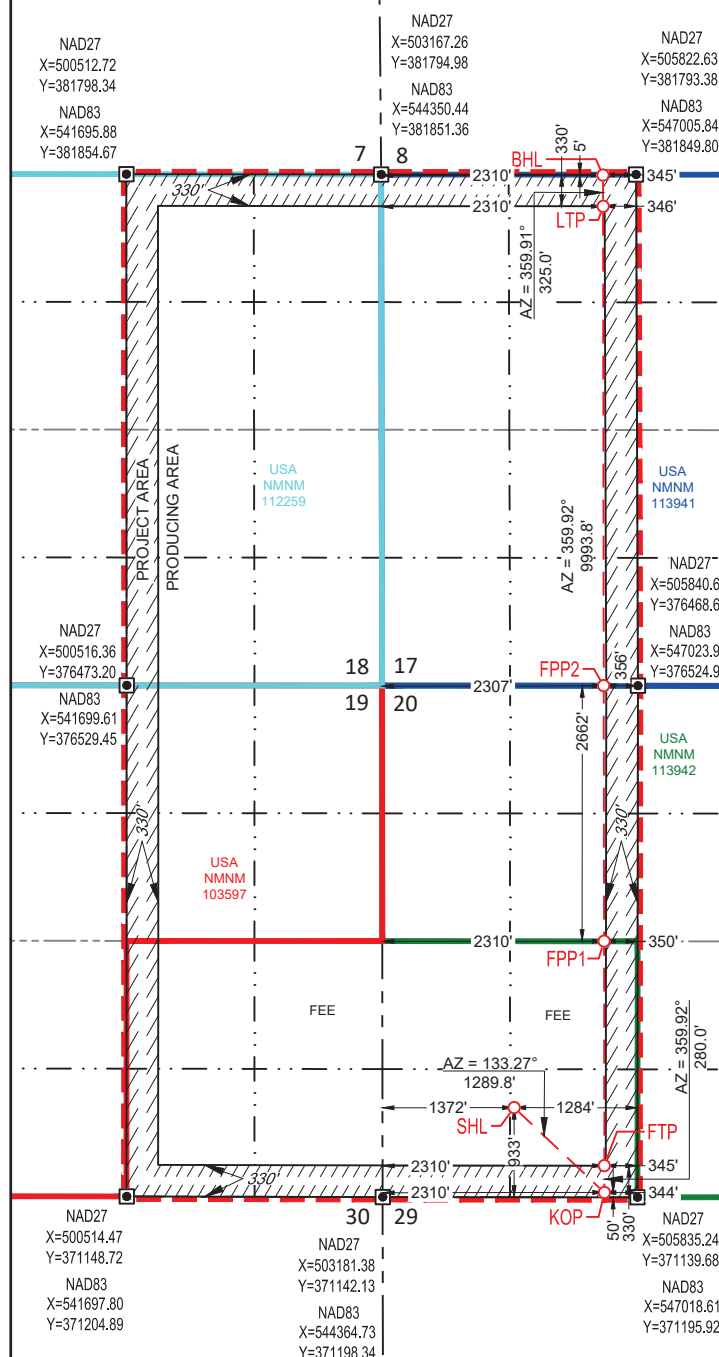 NAD27
X=500512.72
Y=381798.34
NAD83
X=541695.88
Y=381854.67
NAD27
X=503167.26
Y=381794.98
NAD83
X=544350.44
Y=381851.36
NAD27
X=505822.63
Y=381793.38
NAD83
X=547005.84
Y=381849.80
7 8
330'
2310'
BHL
330'
5'
345'
2310'
LTP
346'
AZ = 359.91°
325.0'
PROJECT AREA
PRODUCING AREA
USA
NMNM
112259
AZ = 359.92°
9993.8'
USA
NMNM
113941
NAD27
X=505840.6
Y=376468.6
NAD83
X=547023.9
Y=376524.9
NAD27
X=500516.36
Y=376473.20
NAD83
X=541699.61
Y=376529.45
18 17
19 20
2307'
FPP2
356'
2662'
USA
NMNM
113942
330'
330'
USA
NMNM
103597
2310'
FPP1
350'
FEE
FEE
AZ = 133.27°
1289.8'
AZ = 359.92°
280.0'
1372'
1284'
SHL
933'
FTP
2310'
345'
330'
2310'
344'
KOP
50'
330'
30 29
NAD27
X=500514.47
Y=371148.72
NAD83
X=541697.80
Y=371204.89
NAD27
X=503181.38
Y=371142.13
NAD83
X=544364.73
Y=371198.34
NAD27
X=505835.24
Y=371139.68
NAD83
X=547018.61
Y=371195.92